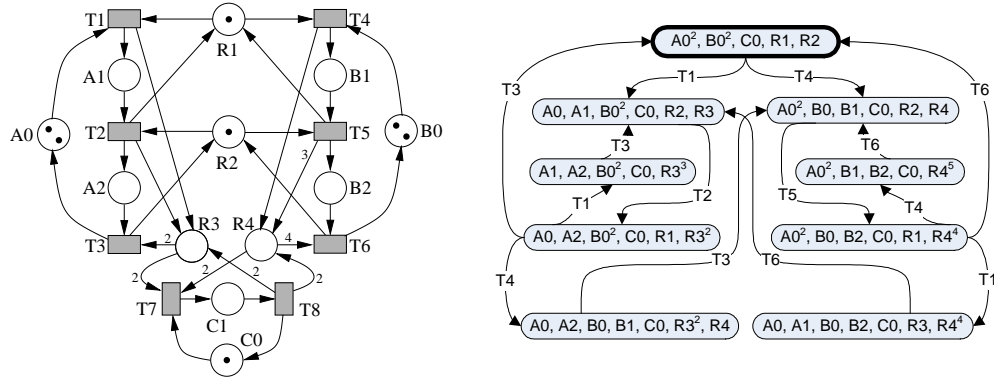 T1
R1
T4
A1
B1
A0
T2
R2
T5
B0
3
A2
B2
R3
R4
T3
2
4
T6
2
2
2
2
T7
C1
T8
C0
A0², B0², C0, R1, R2
T3
T1
T4
T6
A0, A1, B0², C0, R2, R3
A0², B0, B1, C0, R2, R4
T3
T6
A1, A2, B0², C0, R3³
A0², B1, B2, C0, R4⁵
T2
T5
T1
T4
A0, A2, B0², C0, R1, R3²
A0², B0, B2, C0, R1, R4⁴
T3
T6
T4
T1
A0, A2, B0, B1, C0, R3², R4
A0, A1, B0, B2, C0, R3, R4⁴